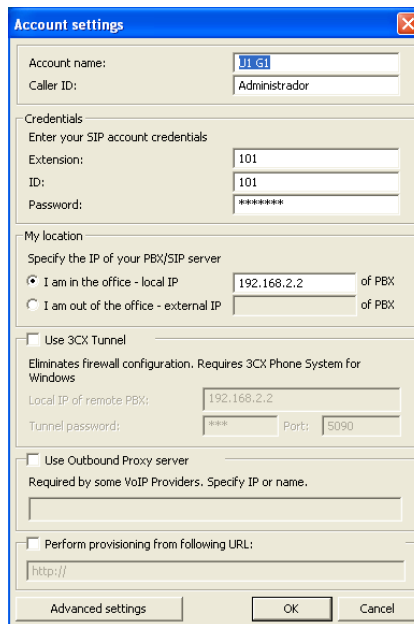 Account settings
Account name: U1 G1
Caller ID: Administrador
Credentials
Enter your SIP account credentials
Extension: 101
ID: 101
Password: *******
My location
Specify the IP of your PBX/SIP server
I am in the office - local IP 192.168.2.2 of PBX
I am out of the office - external IP of PBX
Use 3CX Tunnel
Eliminates firewall configuration. Requires 3CX Phone System for
Windows
Local IP of remote PBX: 192.168.2.2
Tunnel password: *** Port: 5090
Use Outbound Proxy server
Required by some VoIP Providers. Specify IP or name.
Perform provisioning from following URL:
http://
Advanced settings OK Cancel